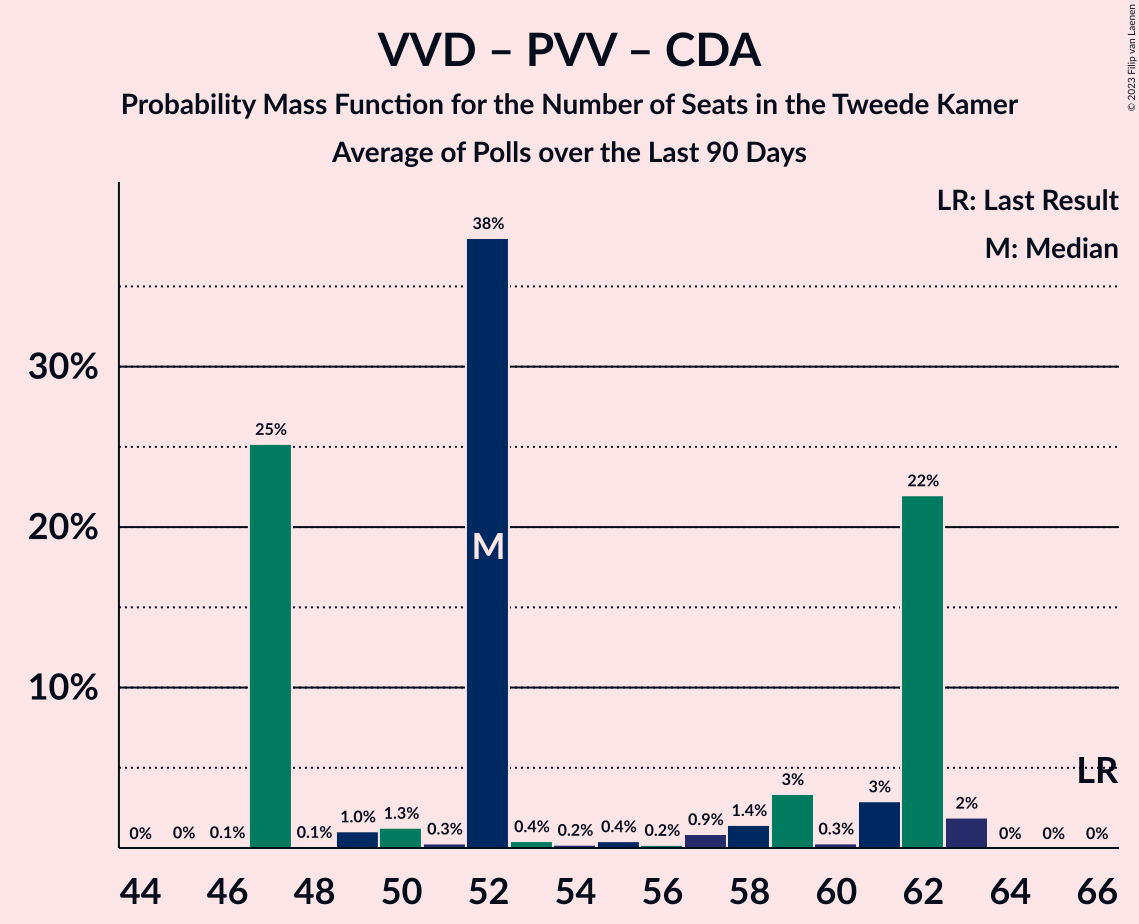 VVD – PVV – CDA
Probability Mass Function for the Number of Seats in the Tweede Kamer
Average of Polls over the Last 90 Days
© 2023 Filip van Laenen
LR: Last Result
M: Median
30%
20%
10%
0%
0%
0.1%
25%
0.1%
1.0%
1.3%
0.3%
38%
0.4%
0.2%
0.4%
0.2%
0.9%
1.4%
3%
0.3%
3%
22%
2%
0%
0%
0%
M
LR
44 46 48 50 52 54 56 58 60 62 64 66